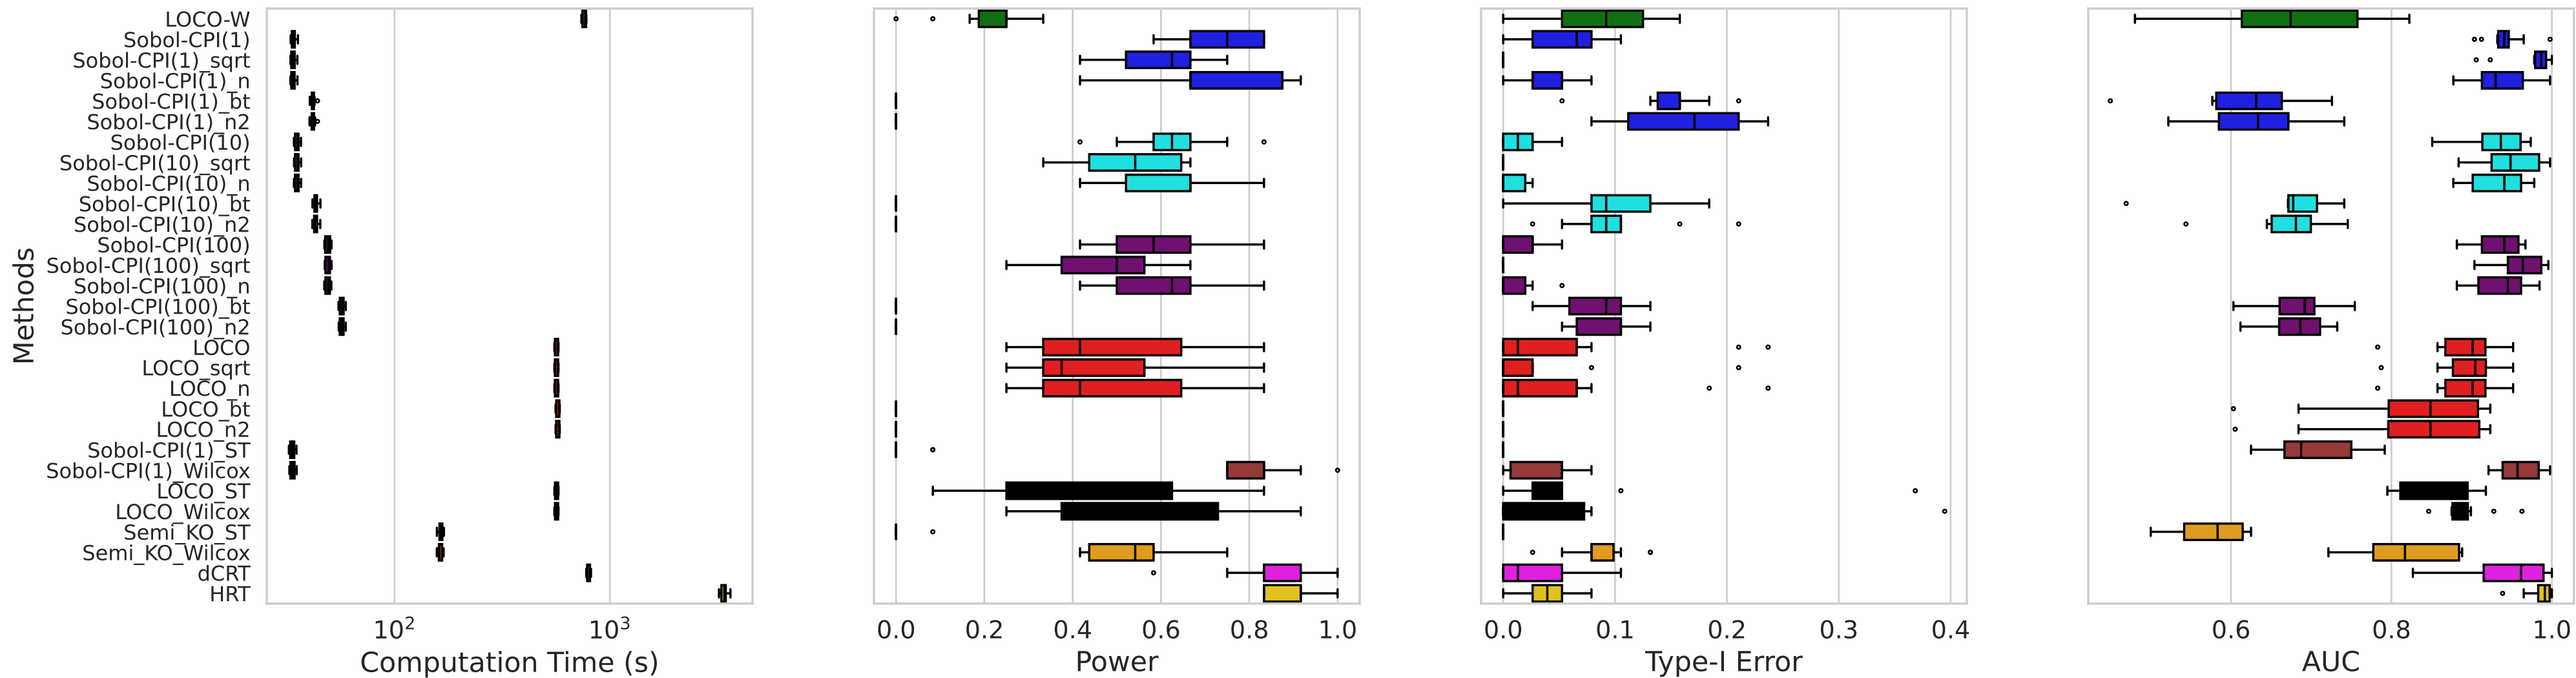 Methods
LOCO-W
Sobol-CPI(1)
Sobol-CPI(1)_sqrt
Sobol-CPI(1)_n
Sobol-CPI(1)_bt
Sobol-CPI(1)_n2
Sobol-CPI(10)
Sobol-CPI(10)_sqrt
Sobol-CPI(10)_n
Sobol-CPI(10)_bt
Sobol-CPI(10)_n2
Sobol-CPI(100)
Sobol-CPI(100)_sqrt
Sobol-CPI(100)_n
Sobol-CPI(100)_bt
Sobol-CPI(100)_n2
LOCO
LOCO_sqrt
LOCO_n
LOCO_bt
LOCO_n2
Sobol-CPI(1)_ST
Sobol-CPI(1)_Wilcox
LOCO_ST
LOCO_Wilcox
Semi_KO_ST
Semi_KO_Wilcox
dCRT
HRT
10² 10³
Computation Time (s)
0.0 0.2 0.4 0.6 0.8 1.0
Power
0.0 0.1 0.2 0.3 0.4
Type-I Error
0.6 0.8 1.0
AUC